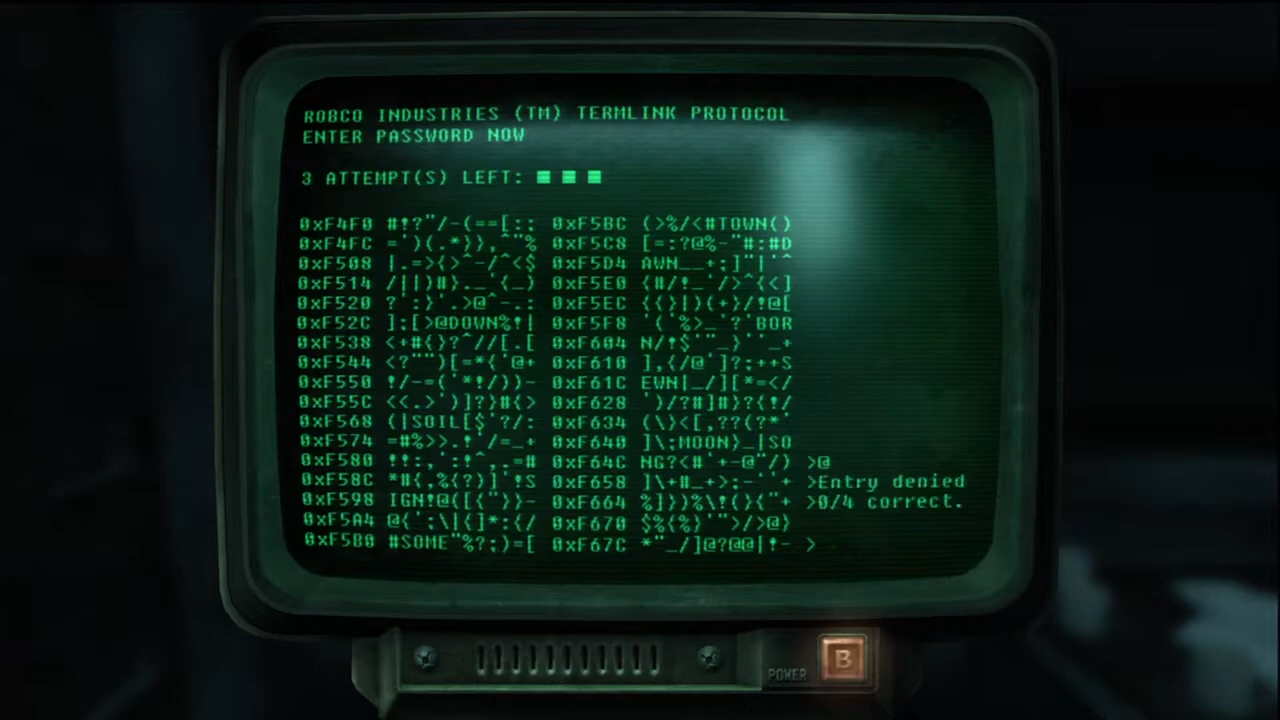 ROBCO INDUSTRIES (TM) TERMLINK PROTOCOL
ENTER PASSWORD NOW
3 ATTEMPT(S) LEFT: ■ ■ ■
0xF4F0 #!?"/-(==[:: 0xF5BC (>%/<#TOWN()
0xF4FC =')(.*}},^"% 0xF5C8 [=:?@%-"#:#D
0xF508 |.=>{>^-/^<$ 0xF5D4 AWN__+;]"|'^
0xF514 /||)#}._'{_) 0xF5E0 {#/!_'/>^{<]
0xF520 ?':}'.>@^-.: 0xF5EC {{}|)(+}/!@[
0xF52C ];[>@DOWN%!| 0xF5F8 '('%>_'?'BOR
0xF538 <+#{}?^//[.[ 0xF604 N/!$'"_}''_+
0xF544 <?"")[=*{'@+ 0xF610 ],{/@']?;++S
0xF550 !/-=('*!/))- 0xF61C EWN|_/][*=</
0xF55C <<.>')]?}#{> 0xF628 ')/?#]#}?{!/
0xF568 (|SOIL[$'?/: 0xF634 (\}<[,??(?*'
0xF574 =#%>>.!'/=_+ 0xF640 ]\;MOON}_|SO
0xF580 !!:,':!^,.=# 0xF64C NG?<#'+-@"/) >@
0xF58C *#{,%{?)]'!S 0xF658 ]\+#_+>;-''+ >Entry denied
0xF598 IGN!@([{"}}- 0xF664 %]})%\!(){"+ >0/4 correct.
0xF5A4 @{';\|{]*:{/ 0xF670 $%{%}'">/>@}
0xF5B0 #SOME"%?;)=[ 0xF67C *"_/]@?@@|!- >
POWER
B